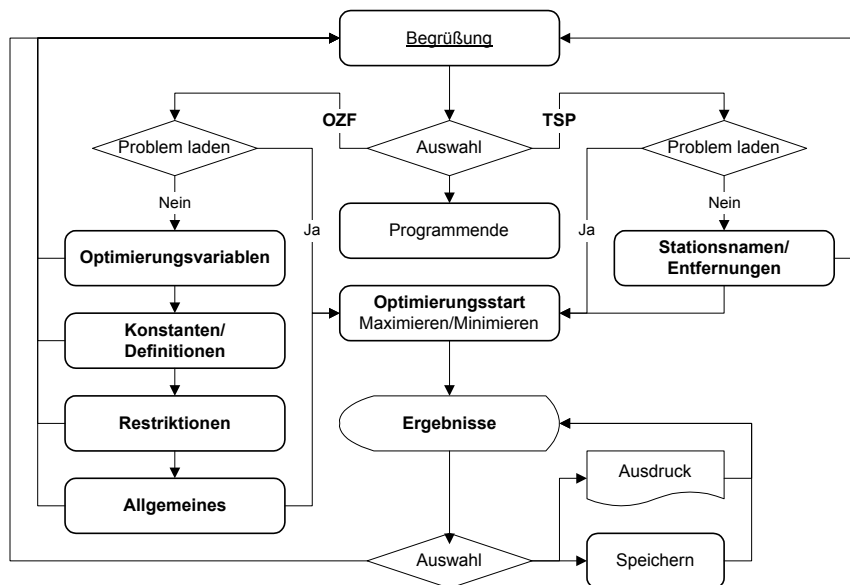 Begrüßung
OZF
TSP
Problem laden
Auswahl
Problem laden
Nein
Nein
Ja
Programmende
Ja
Optimierungsvariablen
Stationsnamen/
Entfernungen
Optimierungsstart
Maximieren/Minimieren
Konstanten/
Definitionen
Restriktionen
Ergebnisse
Ausdruck
Allgemeines
Auswahl
Speichern